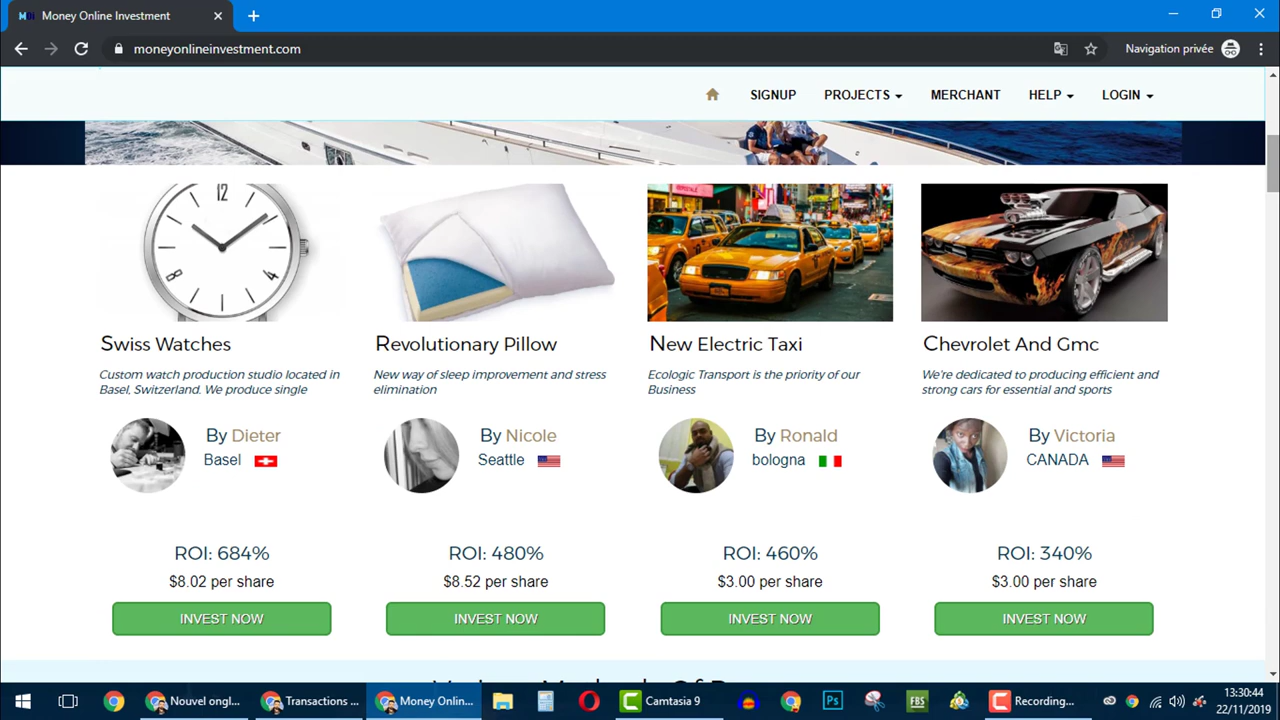 Money Online Investment
moneyonlineinvestment.com
Navigation privée
SIGNUP PROJECTS MERCHANT HELP LOGIN
12
8 4
Swiss Watches
Custom watch production studio located in
Basel, Switzerland. We produce single
By Dieter
Basel
ROI: 684%
$8.02 per share
INVEST NOW
Revolutionary Pillow
New way of sleep improvement and stress
elimination
By Nicole
Seattle
ROI: 480%
$8.52 per share
INVEST NOW
New Electric Taxi
Ecologic Transport is the priority of our
Business
By Ronald
bologna
ROI: 460%
$3.00 per share
INVEST NOW
Chevrolet And Gmc
We're dedicated to producing efficient and
strong cars for essential and sports
By Victoria
CANADA
ROI: 340%
$3.00 per share
INVEST NOW
Nouvel ongl... Transactions ... Money Onlin... Camtasia 9 Ps FBS Recording...
13:30:44
22/11/2019